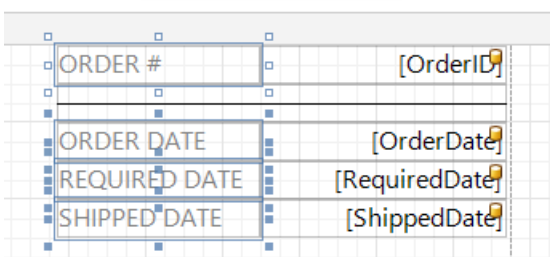 ORDER # [OrderID]
ORDER DATE [OrderDate]
REQUIRED DATE [RequiredDate]
SHIPPED DATE [ShippedDate]